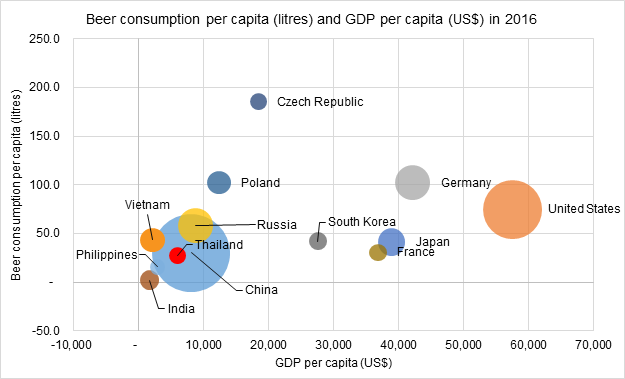 Beer consumption per capita (litres) and GDP per capita (US$) in 2016
250.0
200.0
150.0
100.0
50.0
-
-50.0
Beer consumption per capita (litres)
Czech Republic
Poland
Germany
Vietnam
United States
Russia
South Korea
Thailand
Japan
France
Philippines
China
India
-10,000
-
10,000
20,000
30,000
40,000
50,000
60,000
70,000
GDP per capita (US$)